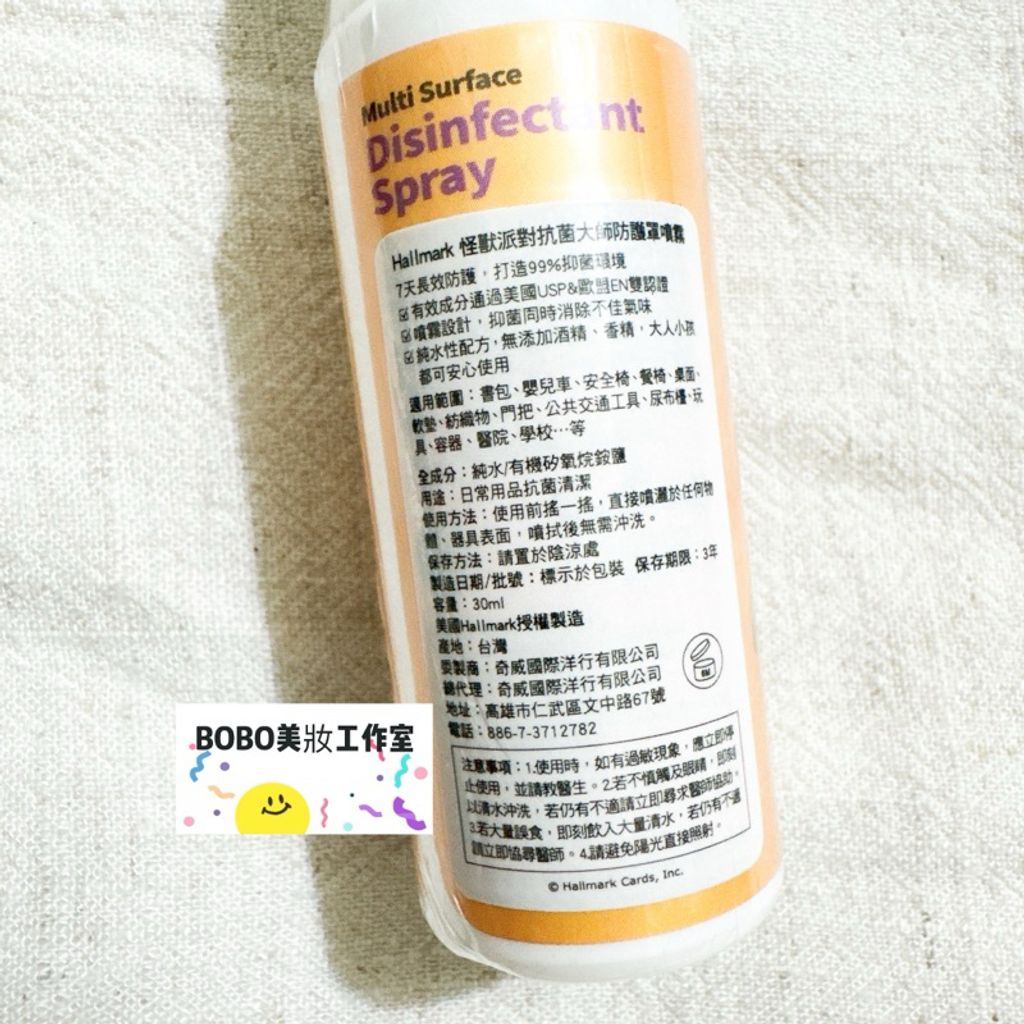 Multi Surface
Disinfectant
Spray
Hallmark 怪獸派對抗菌大師防護罩噴霧
7天長效防護，打造99%抑菌環境
☑有效成分通過美國USP&歐盟EN雙認證
☑噴霧設計，抑菌同時消除不佳氣味
☑純水性配方，無添加酒精、香精，大人小孩
都可安心使用
適用範圍：書包、嬰兒車、安全椅、餐椅、桌面、
軟墊、紡織物、門把、公共交通工具、尿布檯、玩
具、容器、醫院、學校…等
全成分：純水/有機矽氧烷銨鹽
用途：日常用品抗菌清潔
使用方法：使用前搖一搖，直接噴灑於任何物
體、器具表面，噴拭後無需沖洗。
保存方法：請置於陰涼處
製造日期/批號：標示於包裝 保存期限：3年
容量：30ml
美國Hallmark授權製造
產地：台灣
委製商：奇威國際洋行有限公司
總代理：奇威國際洋行有限公司
地址：高雄市仁武區文中路67號
電話：886-7-3712782
注意事項：1.使用時，如有過敏現象，應立即停
止使用，並請教醫生。2.若不慎觸及眼睛，即刻
以清水沖洗，若仍有不適請立即尋求醫師協助。
3.若大量誤食，即刻飲入大量清水，若仍有不適
請立即協尋醫師。4.請避免陽光直接照射。
© Hallmark Cards, Inc.
BOBO美妝工作室